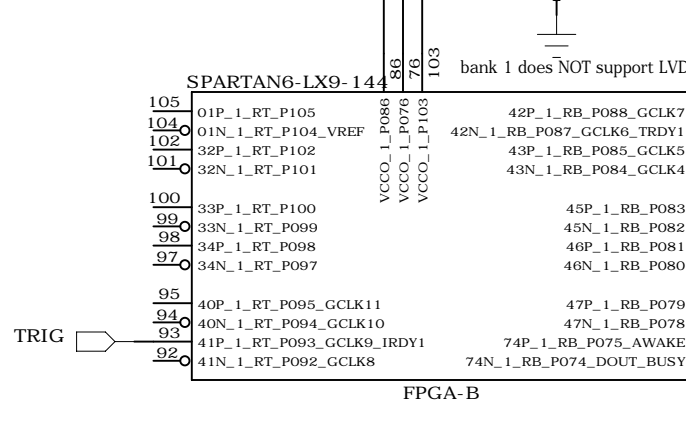 86
76
103
bank 1 does NOT support LVD
SPARTAN6-LX9-144
VCCO_1_P086
VCCO_1_P076
VCCO_1_P103
105 01P_1_RT_P105 42P_1_RB_P088_GCLK7
104 01N_1_RT_P104_VREF 42N_1_RB_P087_GCLK6_TRDY1
102 32P_1_RT_P102 43P_1_RB_P085_GCLK5
101 32N_1_RT_P101 43N_1_RB_P084_GCLK4
100 33P_1_RT_P100 45P_1_RB_P083
99 33N_1_RT_P099 45N_1_RB_P082
98 34P_1_RT_P098 46P_1_RB_P081
97 34N_1_RT_P097 46N_1_RB_P080
95 40P_1_RT_P095_GCLK11 47P_1_RB_P079
94 40N_1_RT_P094_GCLK10 47N_1_RB_P078
TRIG 93 41P_1_RT_P093_GCLK9_IRDY1 74P_1_RB_P075_AWAKE
92 41N_1_RT_P092_GCLK8 74N_1_RB_P074_DOUT_BUSY
FPGA-B